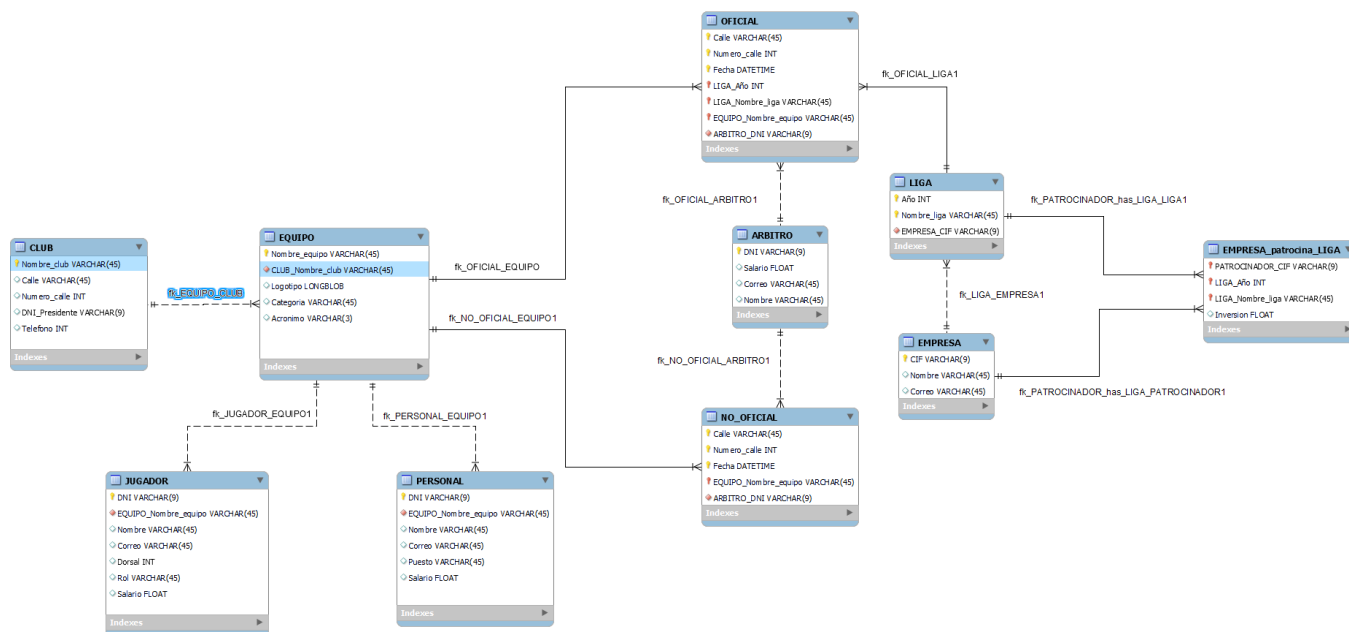 OFICIAL
Calle VARCHAR(45)
Numero_calle INT
Fecha DATETIME
LIGA_Año INT
LIGA_Nombre_liga VARCHAR(45)
EQUIPO_Nombre_equipo VARCHAR(45)
ARBITRO_DNI VARCHAR(9)
Indexes
fk_OFICIAL_LIGA1
fk_OFICIAL_ARBITRO1
LIGA
Año INT
Nombre_liga VARCHAR(45)
EMPRESA_CIF VARCHAR(9)
Indexes
fk_PATROCINADOR_has_LIGA_LIGA1
CLUB
Nombre_club VARCHAR(45)
Calle VARCHAR(45)
Numero_calle INT
DNI_Presidente VARCHAR(9)
Telefono INT
Indexes
fk_EQUIPO_CLUB
EQUIPO
Nombre_equipo VARCHAR(45)
CLUB_Nombre_club VARCHAR(45)
Logotipo LONGBLOB
Categoria VARCHAR(45)
Acronimo VARCHAR(3)
Indexes
fk_OFICIAL_EQUIPO
fk_NO_OFICIAL_EQUIPO1
ARBITRO
DNI VARCHAR(9)
Salario FLOAT
Correo VARCHAR(45)
Nombre VARCHAR(45)
Indexes
EMPRESA_patrocina_LIGA
PATROCINADOR_CIF VARCHAR(9)
LIGA_Año INT
LIGA_Nombre_liga VARCHAR(45)
Inversion FLOAT
Indexes
fk_LIGA_EMPRESA1
EMPRESA
CIF VARCHAR(9)
Nombre VARCHAR(45)
Correo VARCHAR(45)
Indexes
fk_PATROCINADOR_has_LIGA_PATROCINADOR1
fk_NO_OFICIAL_ARBITRO1
fk_JUGADOR_EQUIPO1
fk_PERSONAL_EQUIPO1
NO_OFICIAL
Calle VARCHAR(45)
Numero_calle INT
Fecha DATETIME
EQUIPO_Nombre_equipo VARCHAR(45)
ARBITRO_DNI VARCHAR(9)
Indexes
JUGADOR
DNI VARCHAR(9)
EQUIPO_Nombre_equipo VARCHAR(45)
Nombre VARCHAR(45)
Correo VARCHAR(45)
Dorsal INT
Rol VARCHAR(45)
Salario FLOAT
Indexes
PERSONAL
DNI VARCHAR(9)
EQUIPO_Nombre_equipo VARCHAR(45)
Nombre VARCHAR(45)
Correo VARCHAR(45)
Puesto VARCHAR(45)
Salario FLOAT
Indexes